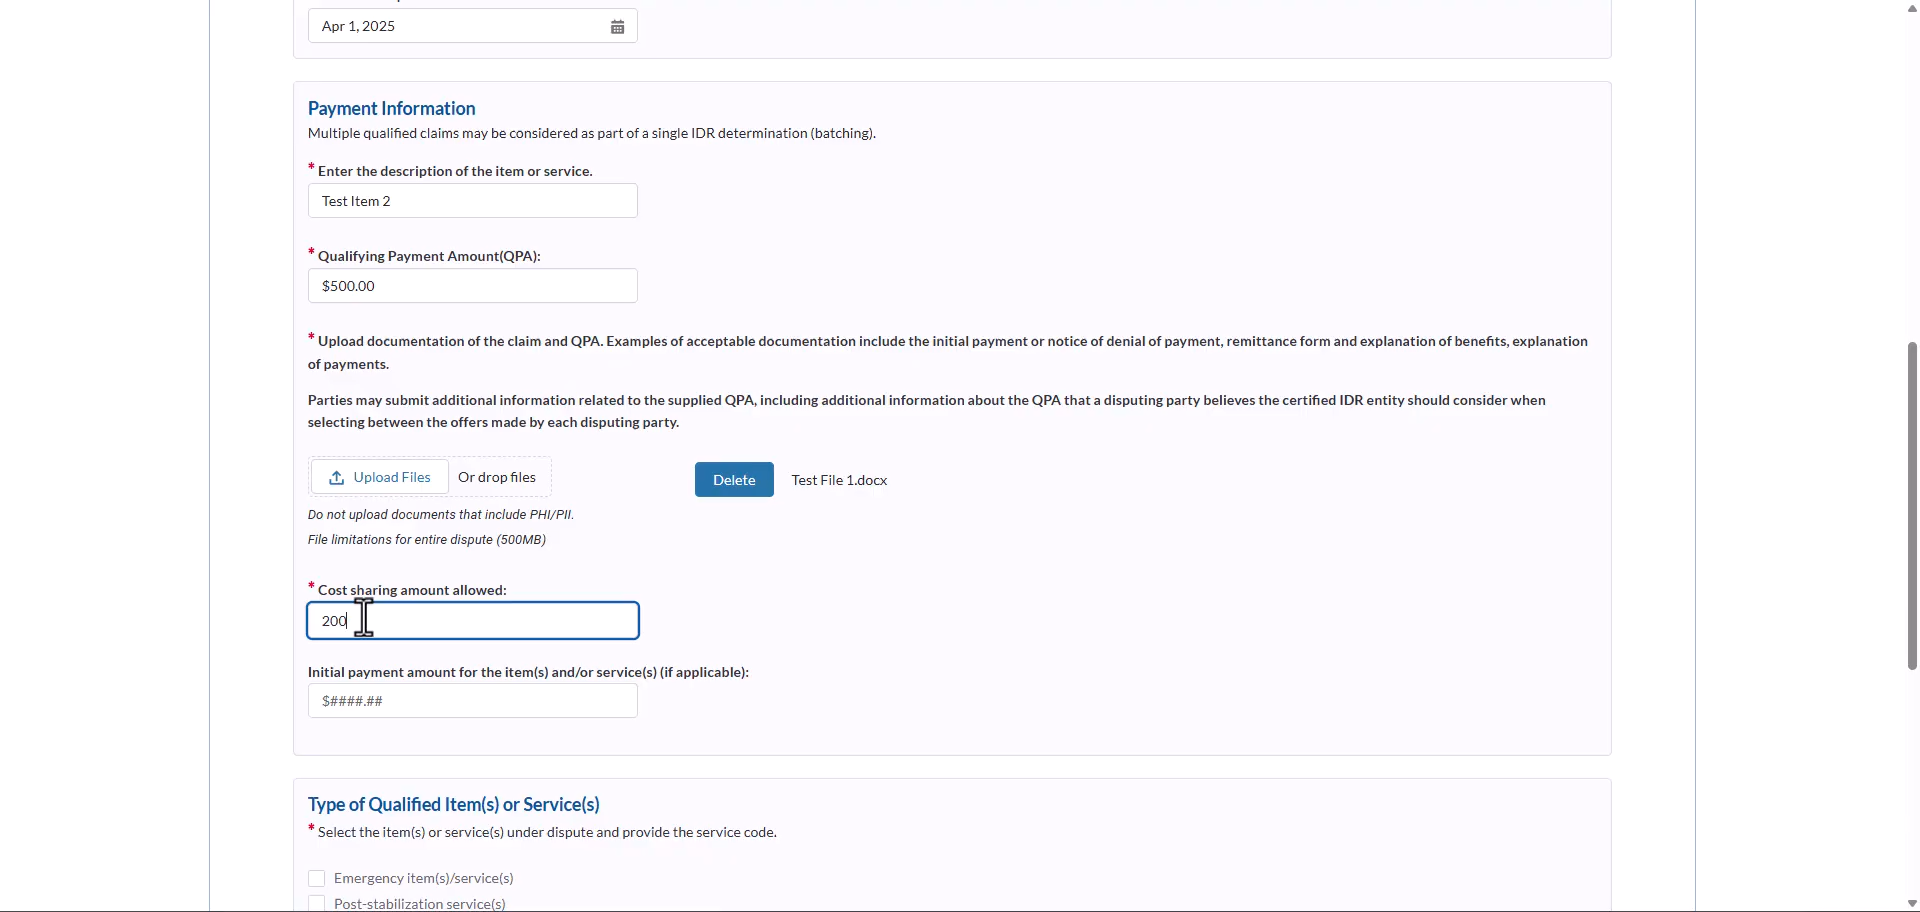 Apr 1, 2025
Payment Information
Multiple qualified claims may be considered as part of a single IDR determination (batching).
* Enter the description of the item or service.
Test Item 2
* Qualifying Payment Amount(QPA):
$500.00
* Upload documentation of the claim and QPA. Examples of acceptable documentation include the initial payment or notice of denial of payment, remittance form and explanation of benefits, explanation
of payments.
Parties may submit additional information related to the supplied QPA, including additional information about the QPA that a disputing party believes the certified IDR entity should consider when
selecting between the offers made by each disputing party.
Upload Files Or drop files Delete Test File 1.docx
Do not upload documents that include PHI/PII.
File limitations for entire dispute (500MB)
* Cost sharing amount allowed:
200
Initial payment amount for the item(s) and/or service(s) (if applicable):
$####.##
Type of Qualified Item(s) or Service(s)
* Select the item(s) or service(s) under dispute and provide the service code.
Emergency item(s)/service(s)
Post-stabilization service(s)